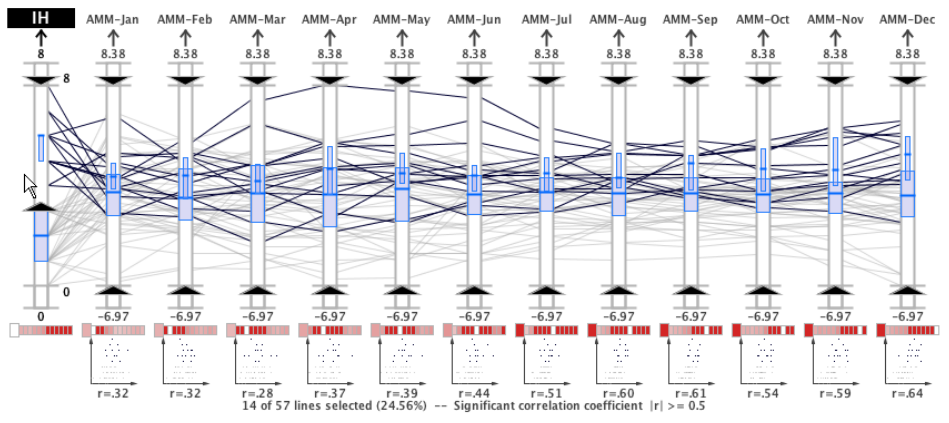 IH AMM-Jan AMM-Feb AMM-Mar AMM-Apr AMM-May AMM-Jun AMM-Jul AMM-Aug AMM-Sep AMM-Oct AMM-Nov AMM-Dec
8 8.38 8.38 8.38 8.38 8.38 8.38 8.38 8.38 8.38 8.38 8.38 8.38
8
0
0 -6.97 -6.97 -6.97 -6.97 -6.97 -6.97 -6.97 -6.97 -6.97 -6.97 -6.97 -6.97
r=.32 r=.32 r=.28 r=.37 r=.39 r=.44 r=.51 r=.60 r=.61 r=.54 r=.59 r=.64
14 of 57 lines selected (24.56%) -- Significant correlation coefficient |r| >= 0.5